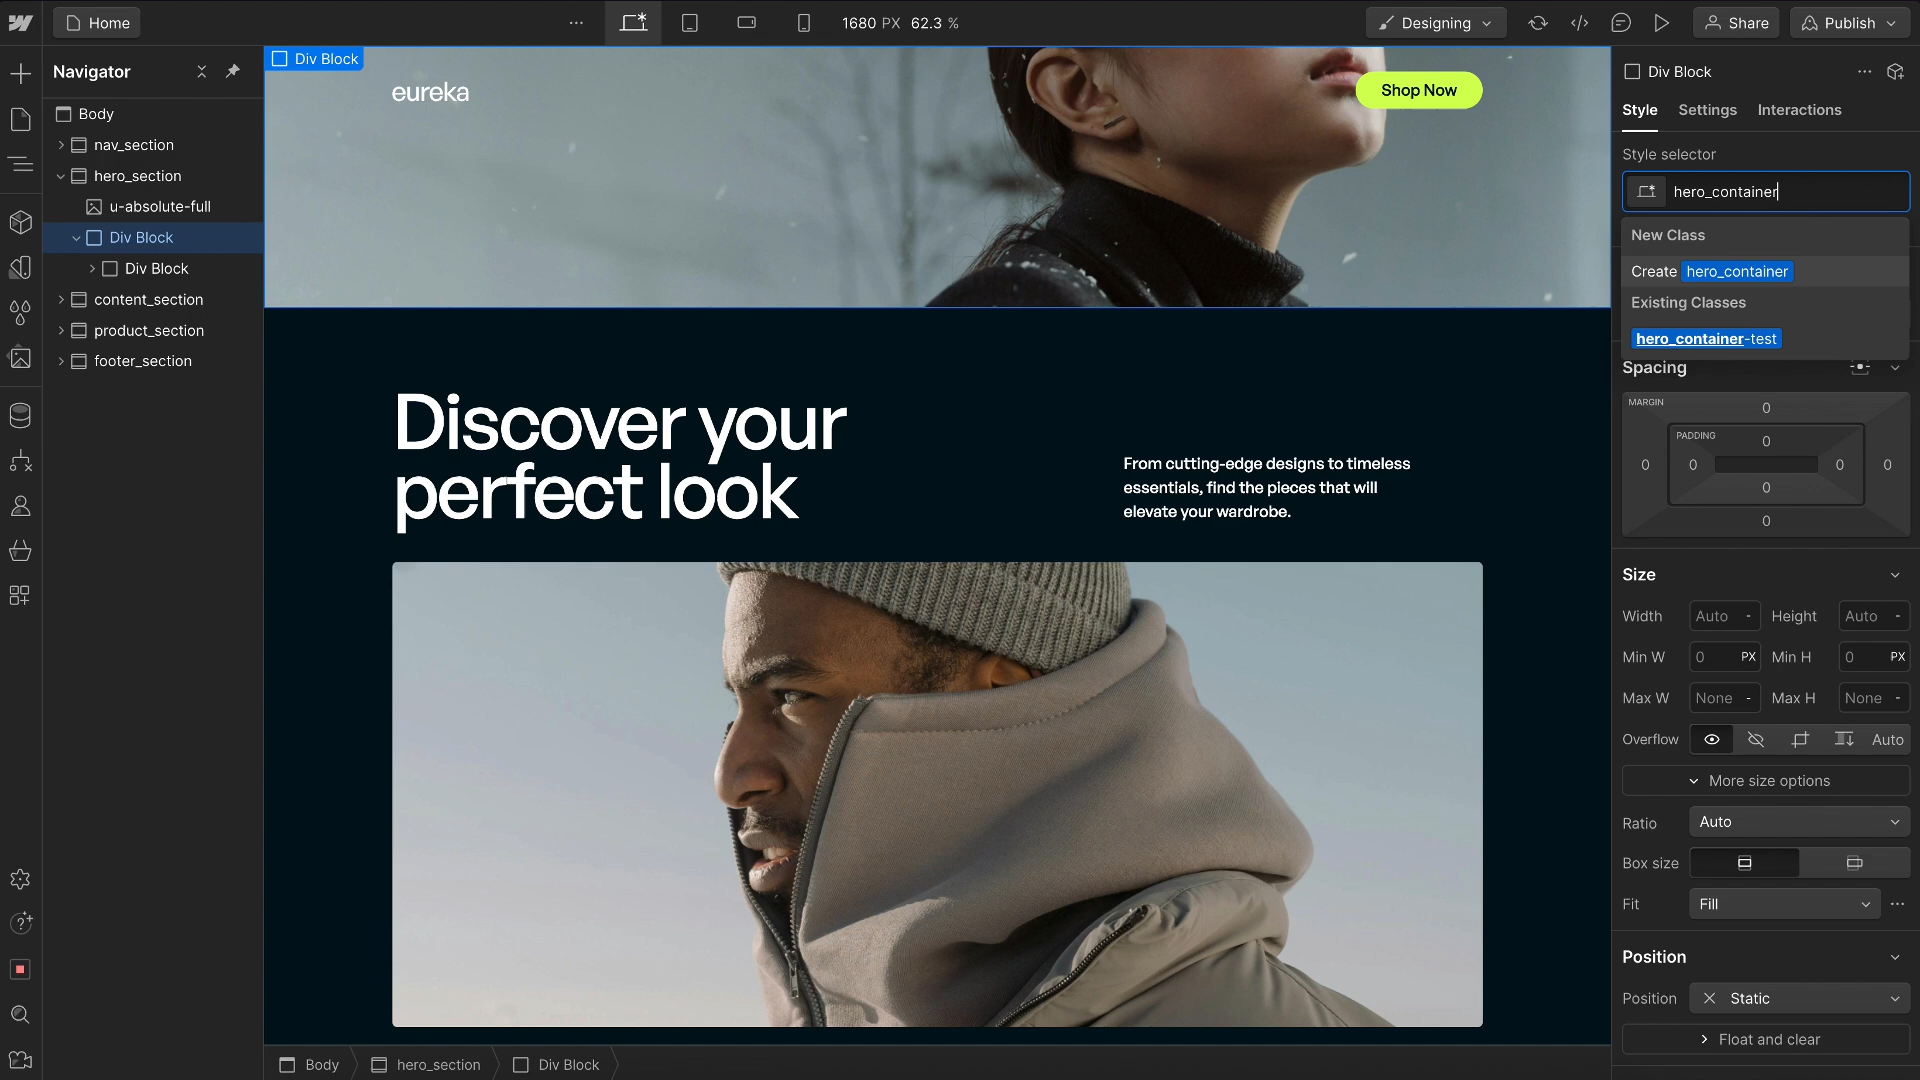 Home
1680 PX 62.3 %
Designing
Share
Publish
Navigator
Body
nav_section
hero_section
u-absolute-full
Div Block
Div Block
content_section
product_section
footer_section
Div Block
eureka
Shop Now
Discover your
perfect look
From cutting-edge designs to timeless
essentials, find the pieces that will
elevate your wardrobe.
Body
hero_section
Div Block
Div Block
Style Settings Interactions
Style selector
hero_container
New Class
Create hero_container
Existing Classes
hero_container-test
Spacing
MARGIN
0
PADDING
0
0 0 0 0
0
0
Size
Width Auto - Height Auto -
Min W 0 PX Min H 0 PX
Max W None - Max H None -
Overflow Auto
More size options
Ratio Auto
Box size
Fit Fill
Position
Position Static
Float and clear